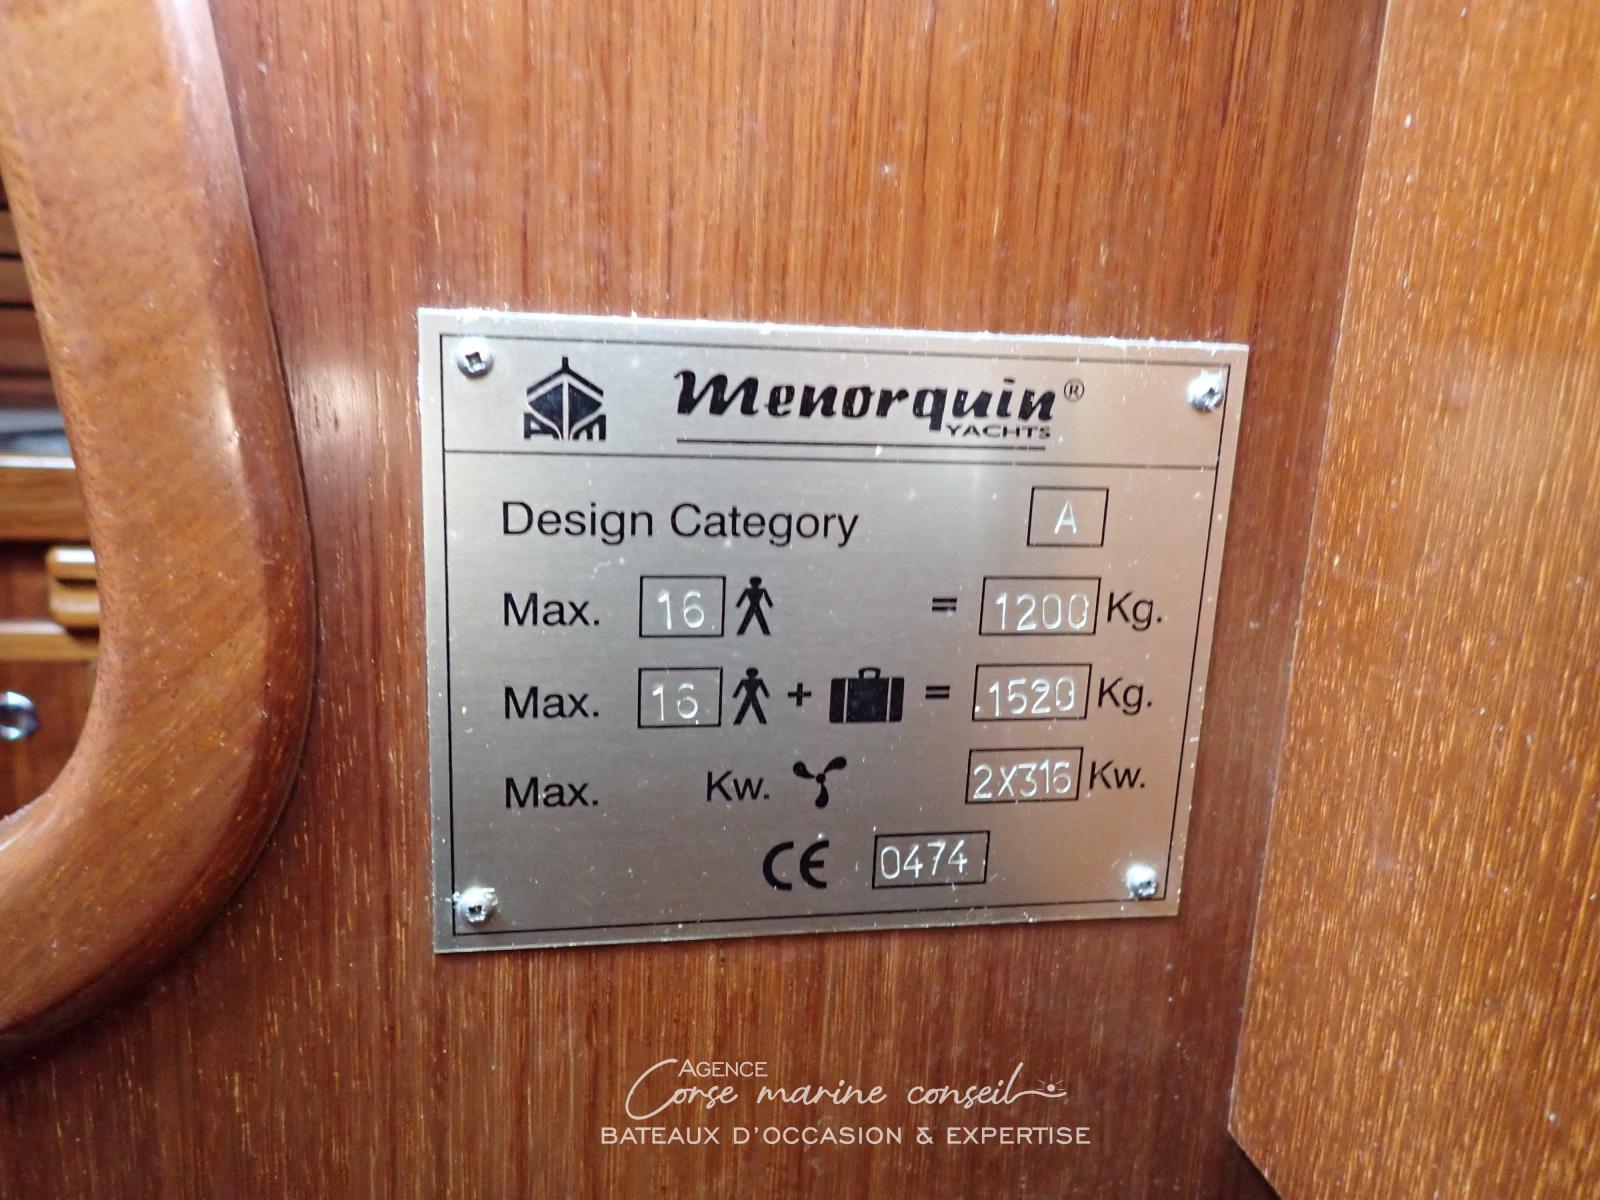 AM Menorquin®
YACHTS
Design Category A
Max. 16 = 1200 Kg.
Max. 16 + = 1520 Kg.
Max. Kw. 2X316 Kw.
CE 0474
AGENCE
Corse marine conseil
BATEAUX D'OCCASION & EXPERTISE